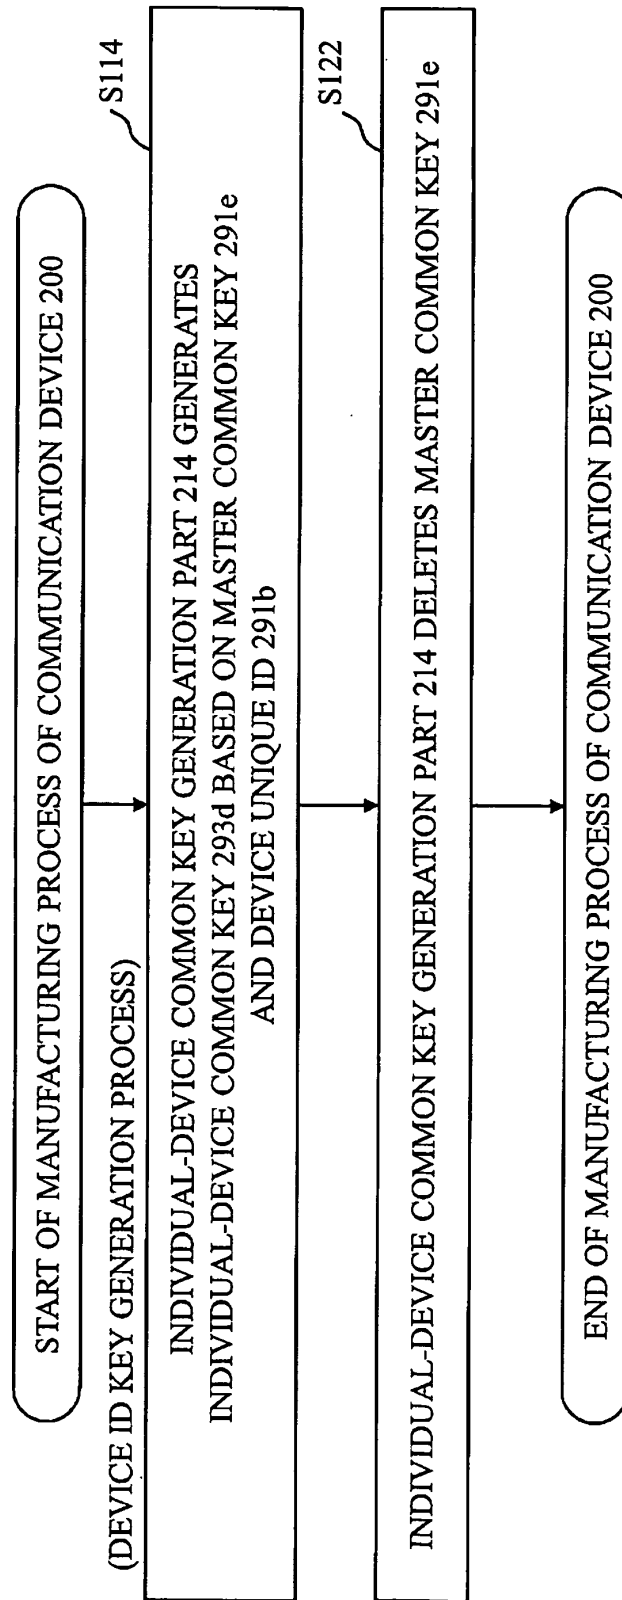 START OF MANUFACTURING PROCESS OF COMMUNICATION DEVICE 200
(DEVICE ID KEY GENERATION PROCESS)
S114
INDIVIDUAL-DEVICE COMMON KEY GENERATION PART 214 GENERATES
INDIVIDUAL-DEVICE COMMON KEY 293d BASED ON MASTER COMMON KEY 291e
AND DEVICE UNIQUE ID 291b
S122
INDIVIDUAL-DEVICE COMMON KEY GENERATION PART 214 DELETES MASTER COMMON KEY 291e
END OF MANUFACTURING PROCESS OF COMMUNICATION DEVICE 200